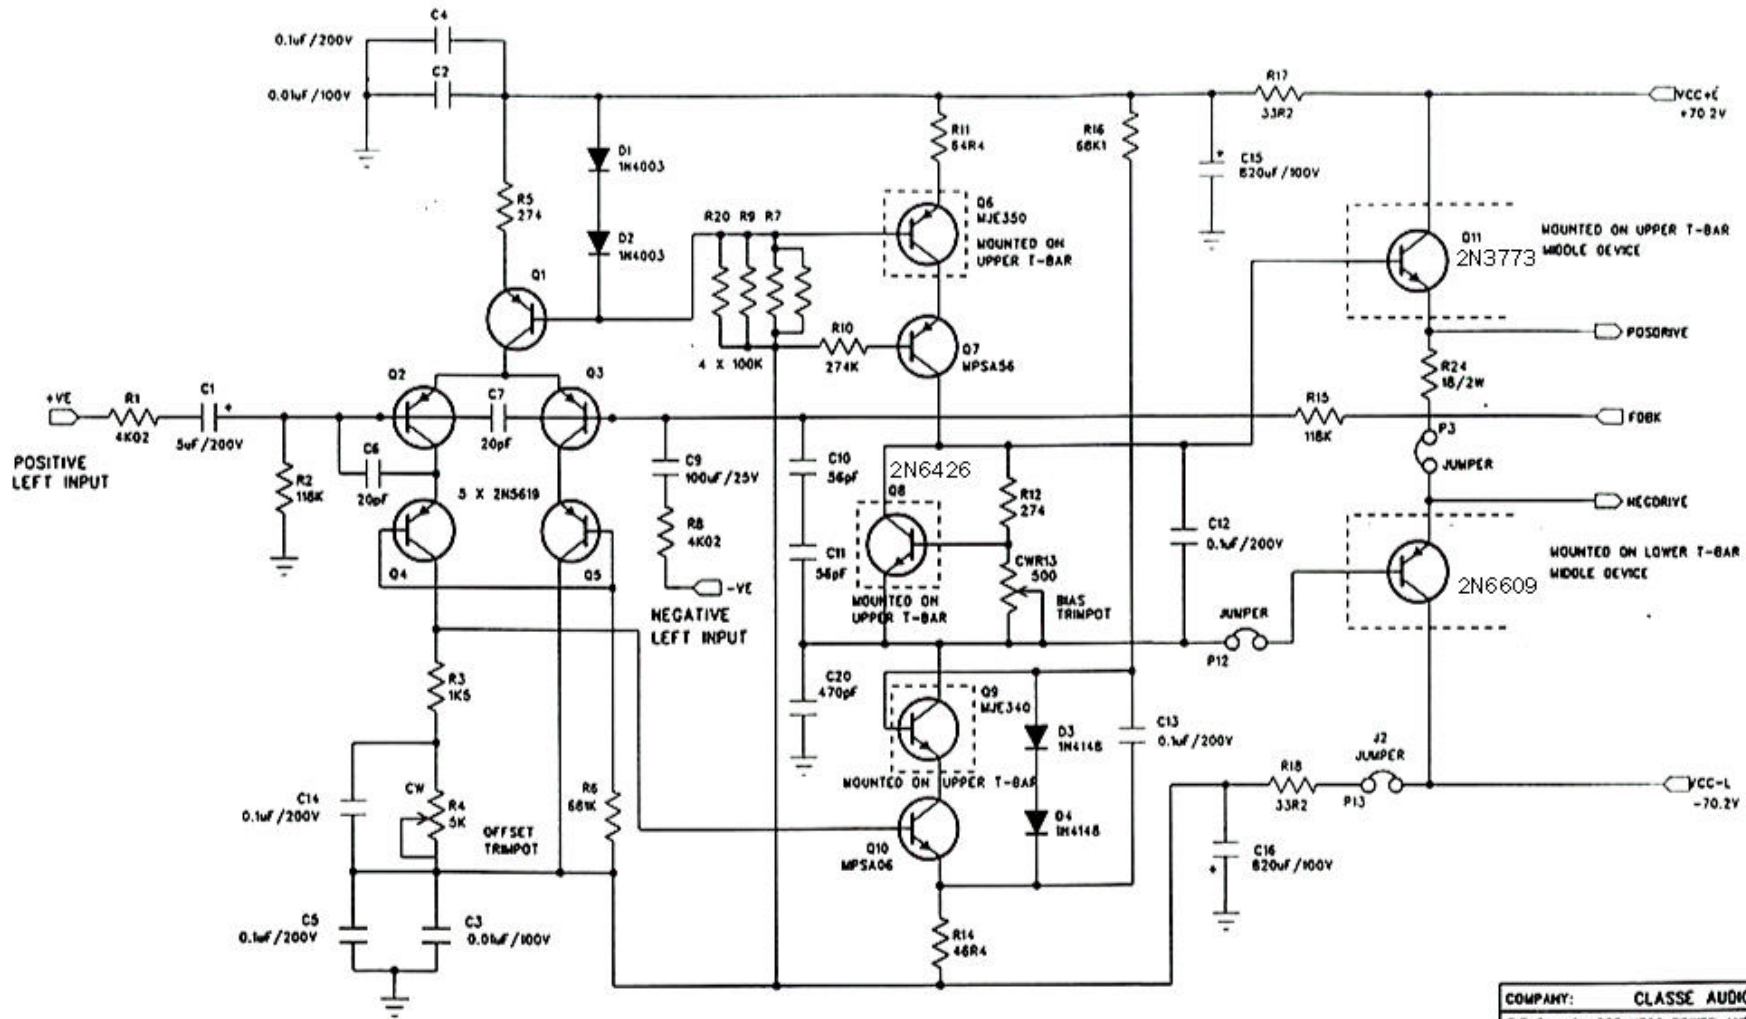 C4
0.1uF/200V
C2
0.01uF/100V
R17
33R2
VCC+L
+70.2V
D1
1N4003
R11
64R4
R16
68K1
C15
820uF/100V
R5
274
D2
1N4003
R20 R9 R7
Q6
MJE350
MOUNTED ON
UPPER T-BAR
Q11
2N3773
MOUNTED ON UPPER T-BAR
MIDDLE DEVICE
Q1
4 X 100K
R10
274K
Q7
MPSA56
POSDRIVE
R24
18/2W
+VE
R1
4K02
C1
5uF/200V
POSITIVE
LEFT INPUT
Q2
C7
20pF
Q3
R15
118K
FDBK
P3
JUMPER
C6
20pF
R2
118K
5 X 2N5619
C9
100uF/25V
C10
56pF
2N6426
Q8
R12
274
C12
0.1uF/200V
NEGDRIVE
Q4
Q5
R8
4K02
-VE
NEGATIVE
LEFT INPUT
C11
56pF
MOUNTED ON
UPPER T-BAR
CWR13
500
BIAS
TRIMPOT
JUMPER
P12
2N6609
MOUNTED ON LOWER T-BAR
MIDDLE DEVICE
R3
1K5
C20
470pF
Q9
MJE340
MOUNTED ON UPPER T-BAR
D3
1N4148
C13
0.1uF/200V
J2
JUMPER
P13
R18
33R2
VCC-L
-70.2V
C14
0.1uF/200V
CW
R4
5K
OFFSET
TRIMPOT
R6
681K
Q10
MPSA06
D4
1N4148
C16
820uF/100V
C5
0.1uF/200V
C3
0.01uF/100V
R14
46R4
COMPANY: CLASSE AUDIO